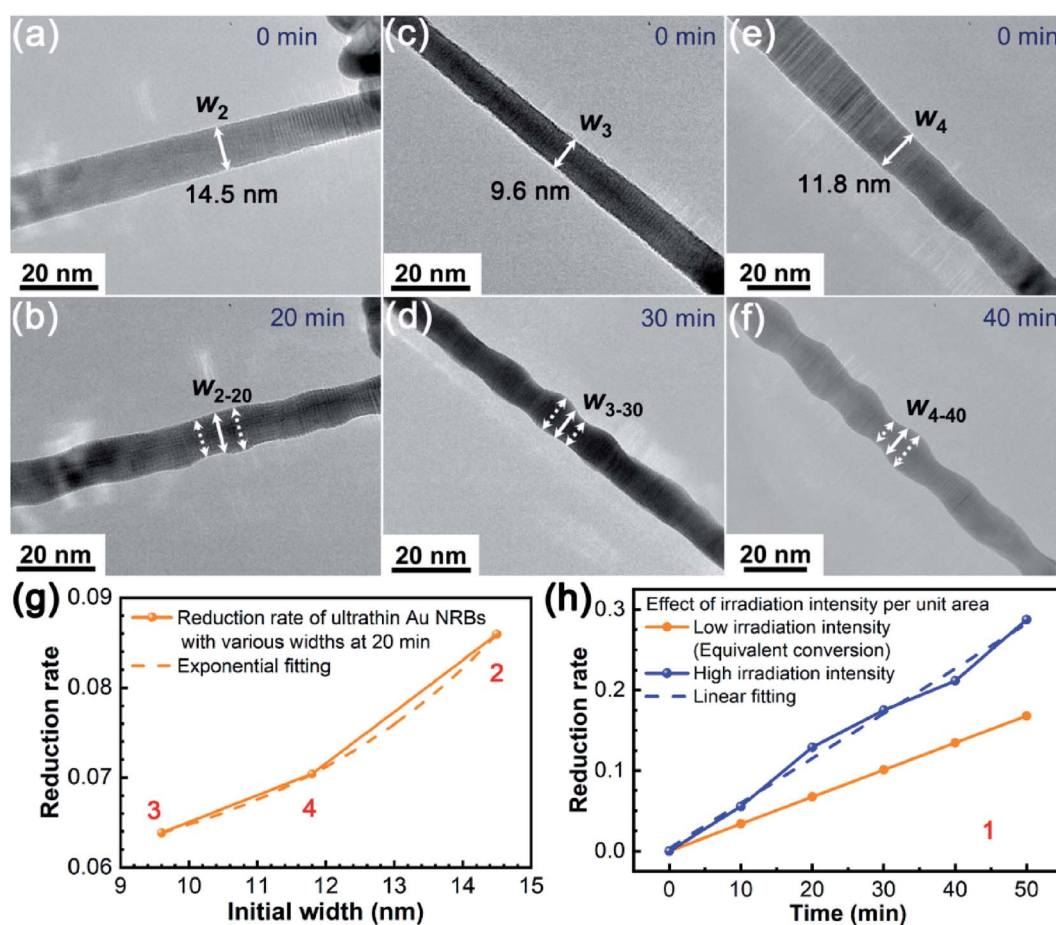 (a)
0 min
w2
14.5 nm
20 nm
(c)
0 min
w3
9.6 nm
20 nm
(e)
0 min
w4
11.8 nm
20 nm
(b)
20 min
w2-20
20 nm
(d)
30 min
w3-30
20 nm
(f)
40 min
w4-40
20 nm
(g)
0.09
0.08
0.07
0.06
Reduction rate
Reduction rate of ultrathin Au NRBs
with various widths at 20 min
Exponential fitting
2
3
4
9 10 11 12 13 14 15
Initial width (nm)
(h)
0.3
0.2
0.1
0.0
Reduction rate
Effect of irradiation intensity per unit area
Low irradiation intensity
(Equivalent conversion)
High irradiation intensity
Linear fitting
1
0 10 20 30 40 50
Time (min)